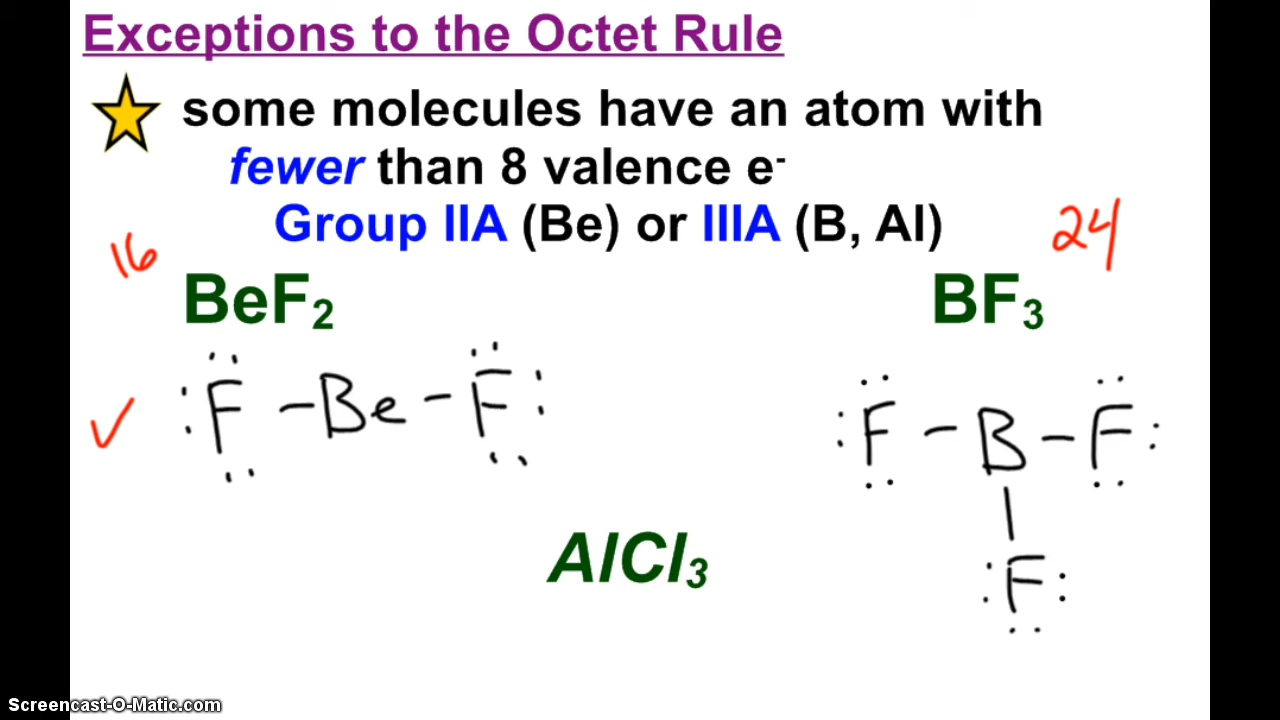 Exceptions to the Octet Rule
some molecules have an atom with
fewer than 8 valence e⁻
Group IIA (Be) or IIIA (B, Al)
16
24
BeF₂
BF₃
:F - Be - F:
:F - B - F:
|
:F:
AlCl₃
Screencast-O-Matic.com